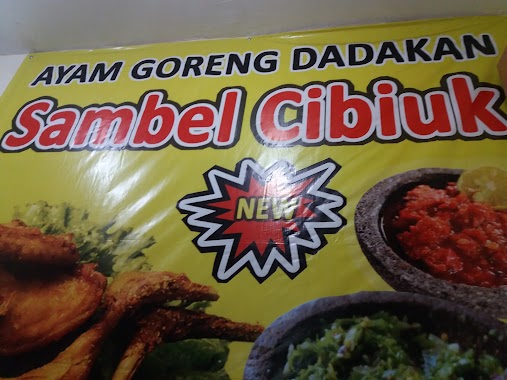 AYAM GORENG DADAKAN
Sambel Cibiuk
NEW